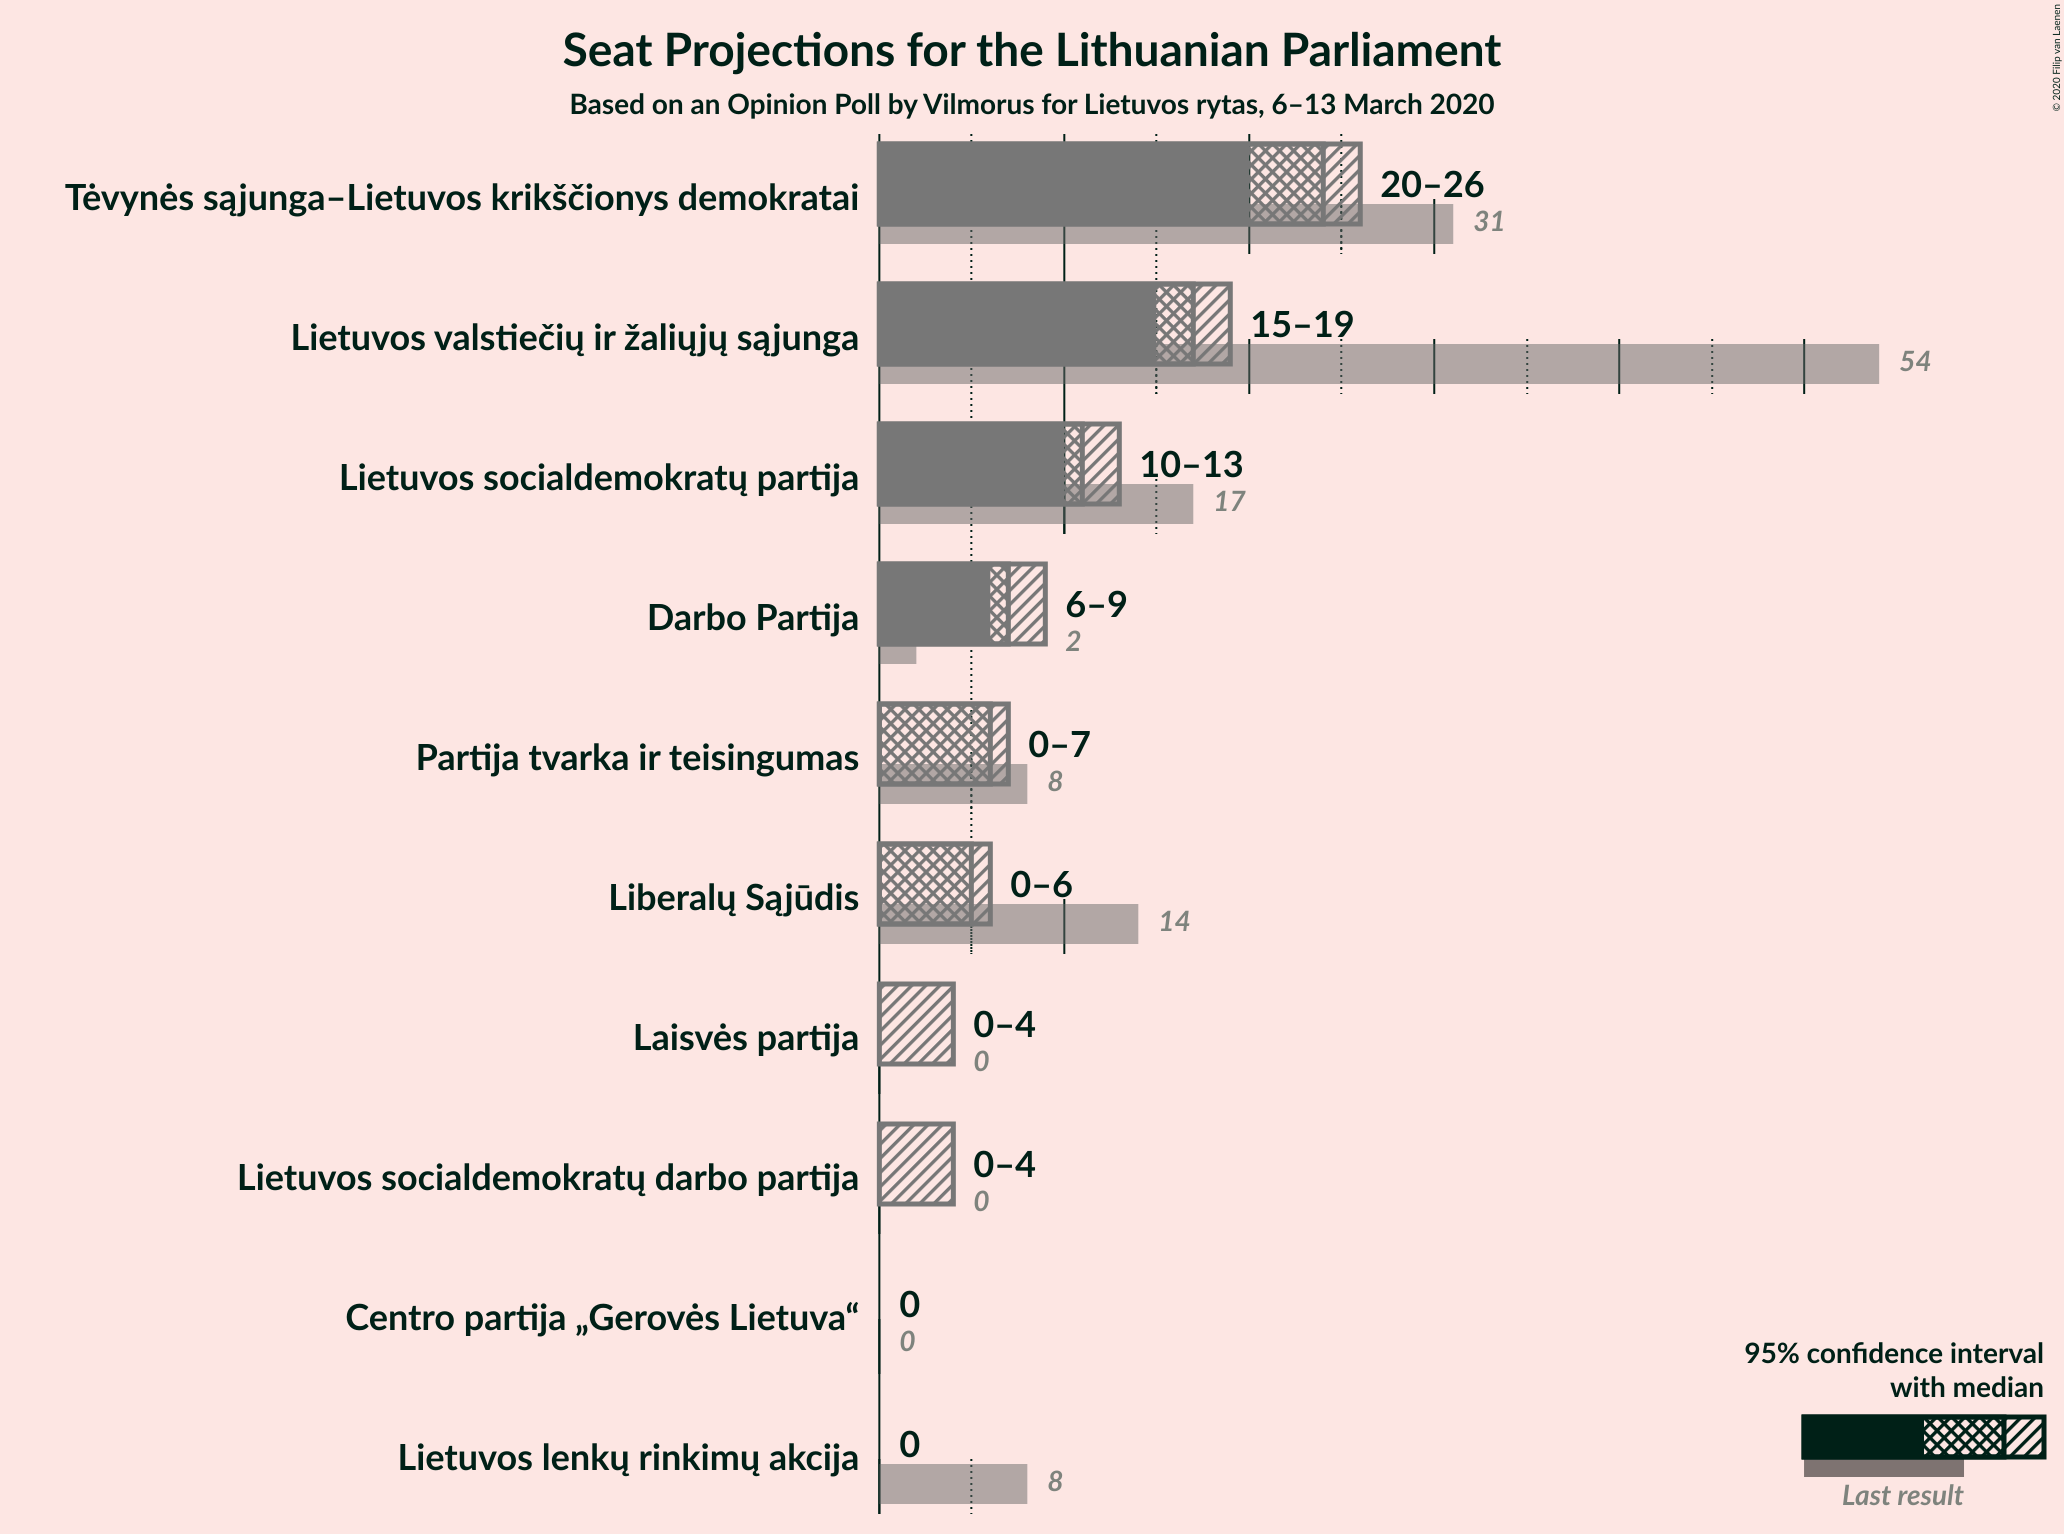 Seat Projections for the Lithuanian Parliament
Based on an Opinion Poll by Vilmorus for Lietuvos rytas, 6–13 March 2020
© 2020 Filip van Laenen
Tėvynės sąjunga–Lietuvos krikščionys demokratai
20–26
31
Lietuvos valstiečių ir žaliųjų sąjunga
15–19
54
Lietuvos socialdemokratų partija
10–13
17
Darbo Partija
6–9
2
Partija tvarka ir teisingumas
0–7
8
Liberalų Sąjūdis
0–6
14
Laisvės partija
0–4
0
Lietuvos socialdemokratų darbo partija
0–4
0
Centro partija „Gerovės Lietuva“
0
0
Lietuvos lenkų rinkimų akcija
0
8
95% confidence interval
with median
Last result